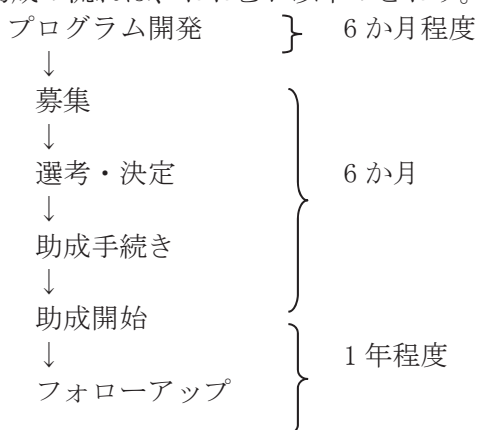 プログラム開発 6か月程度
↓
募集
↓
選考・決定 6か月
↓
助成手続き
↓
助成開始
↓ 1年程度
フォローアップ